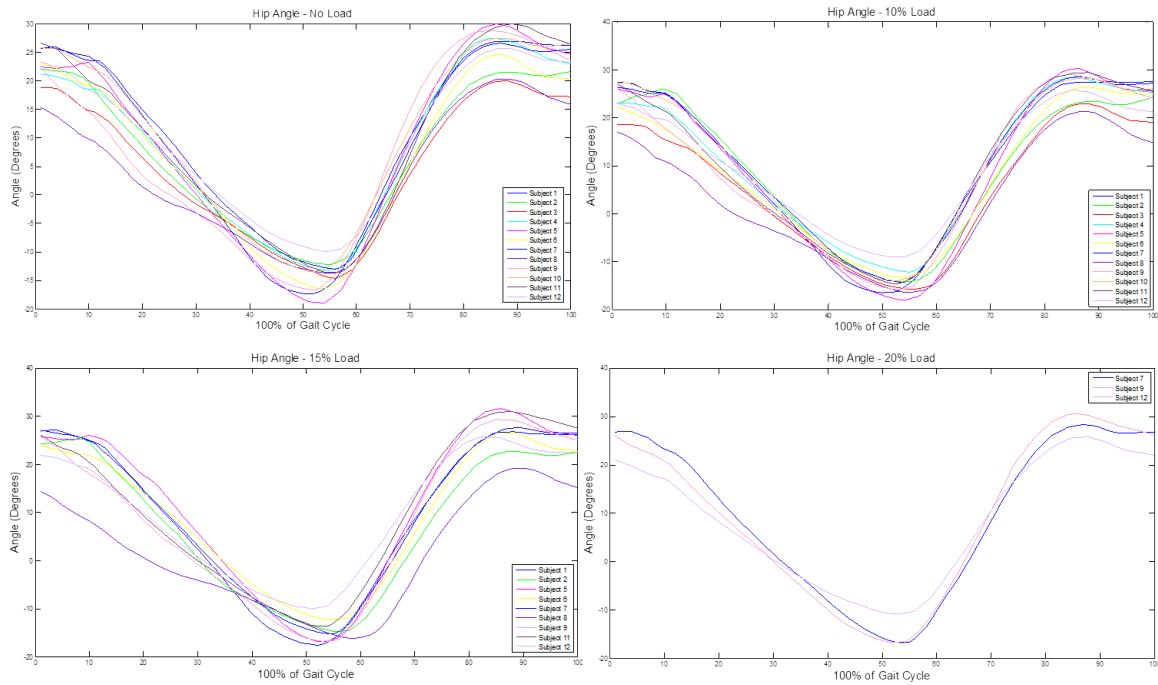 Hip Angle - No Load
30
25
20
15
10
5
0
-5
-10
-15
-20
Angle (Degrees)
Subject 1
Subject 2
Subject 3
Subject 4
Subject 5
Subject 6
Subject 7
Subject 8
Subject 9
Subject 10
Subject 11
Subject 12
0 10 20 30 40 50 60 70 80 90 100
100% of Gait Cycle
Hip Angle - 10% Load
40
30
20
10
0
-10
-20
Angle (Degrees)
Subject 1
Subject 2
Subject 3
Subject 4
Subject 5
Subject 6
Subject 7
Subject 8
Subject 9
Subject 10
Subject 11
Subject 12
0 10 20 30 40 50 60 70 80 90 100
100% of Gait Cycle
Hip Angle - 15% Load
40
30
20
10
0
-10
-20
Angle (Degrees)
Subject 1
Subject 2
Subject 5
Subject 6
Subject 7
Subject 8
Subject 9
Subject 11
Subject 12
0 10 20 30 40 50 60 70 80 90 100
100% of Gait Cycle
Hip Angle - 20% Load
40
30
20
10
0
-10
-20
Angle (Degrees)
Subject 7
Subject 9
Subject 12
0 10 20 30 40 50 60 70 80 90 100
100% of Gait Cycle